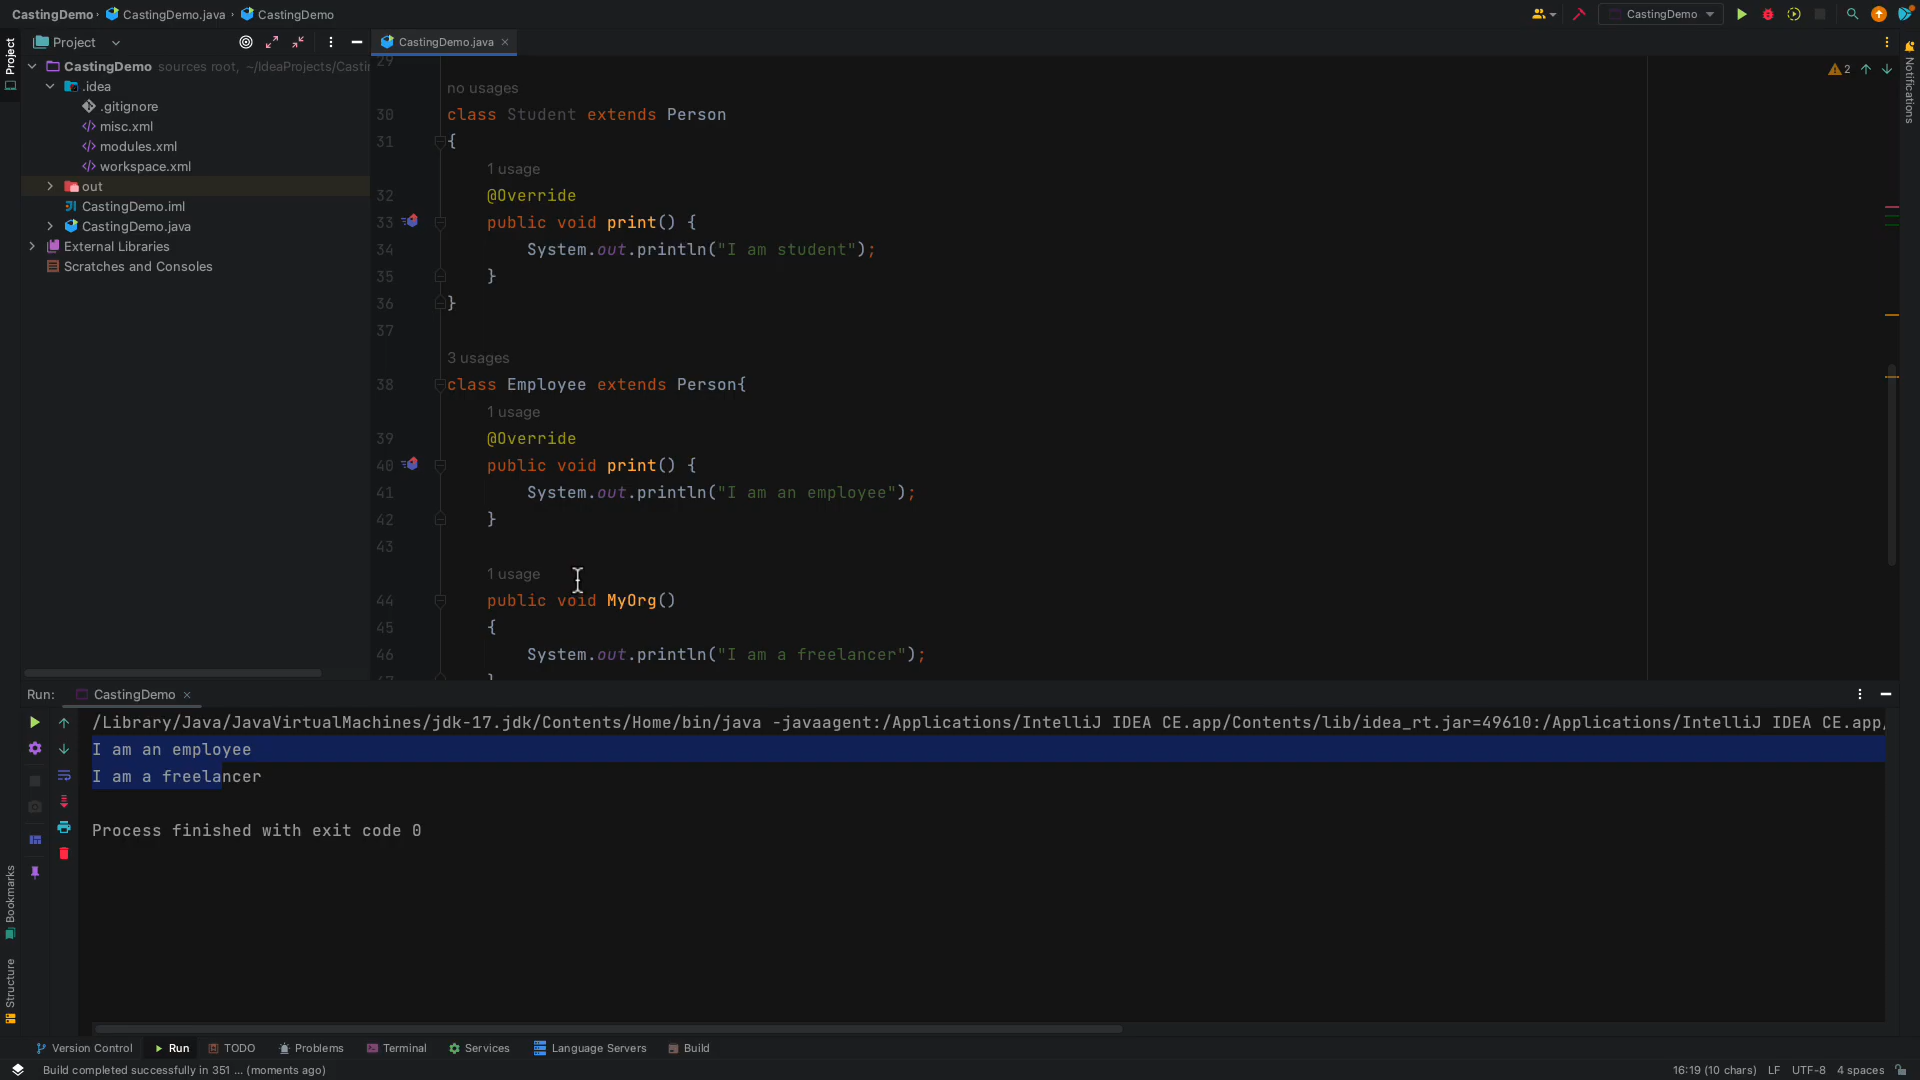 CastingDemo › CastingDemo.java › CastingDemo
CastingDemo
Project
CastingDemo.java
Project
CastingDemo sources root, ~/IdeaProjects/Casti
.idea
.gitignore
misc.xml
modules.xml
workspace.xml
out
CastingDemo.iml
CastingDemo.java
External Libraries
Scratches and Consoles
Notifications
2
29
no usages
30 class Student extends Person
31 {
1 usage
32 @Override
33 public void print() {
34 System.out.println("I am student");
35 }
36 }
37
3 usages
38 class Employee extends Person{
1 usage
39 @Override
40 public void print() {
41 System.out.println("I am an employee");
42 }
43
1 usage
44 public void MyOrg()
45 {
46 System.out.println("I am a freelancer");
47 }
Run: CastingDemo
/Library/Java/JavaVirtualMachines/jdk-17.jdk/Contents/Home/bin/java -javaagent:/Applications/IntelliJ IDEA CE.app/Contents/lib/idea_rt.jar=49610:/Applications/IntelliJ IDEA CE.app/
I am an employee
I am a freelancer
Process finished with exit code 0
Bookmarks
Structure
Version Control Run TODO Problems Terminal Services Language Servers Build
Build completed successfully in 351 ... (moments ago)
16:19 (10 chars) LF UTF-8 4 spaces